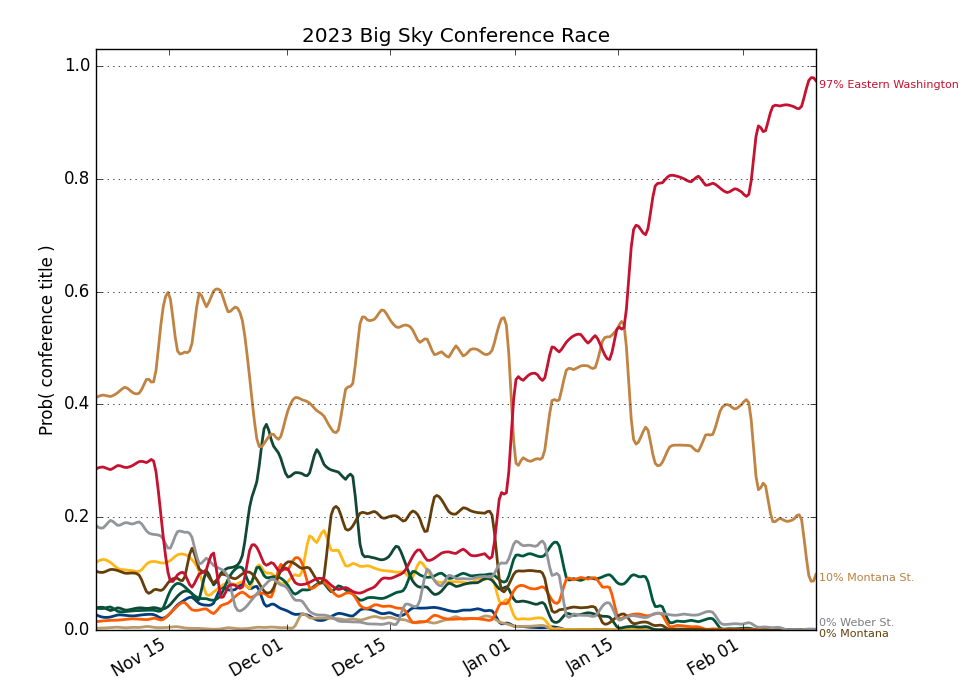 2023 Big Sky Conference Race
1.0
0.8
0.6
0.4
0.2
0.0
Prob( conference title )
97% Eastern Washington
10% Montana St.
0% Weber St.
0% Montana
Nov 15
Dec 01
Dec 15
Jan 01
Jan 15
Feb 01